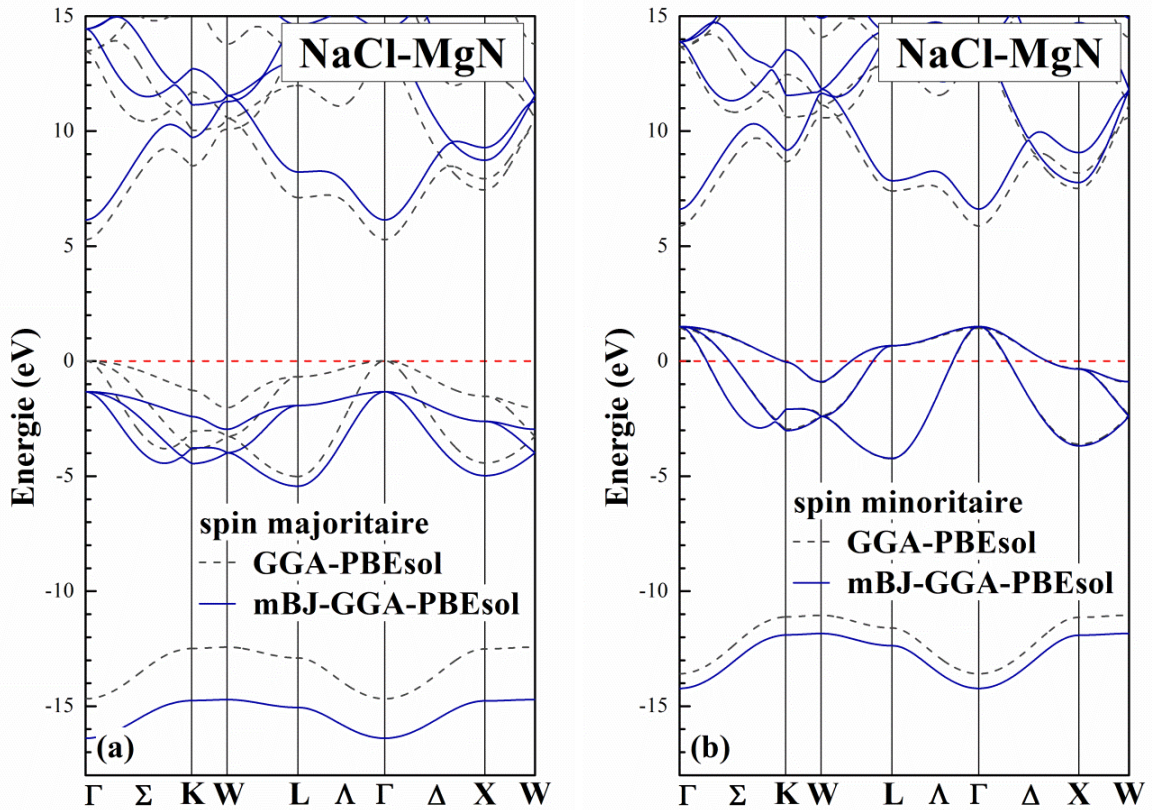 NaCl-MgN
15
10
5
0
-5
-10
-15
Energie (eV)
spin majoritaire
GGA-PBEsol
mBJ-GGA-PBEsol
(a)
Γ Σ K W L Λ Γ Δ X W
NaCl-MgN
15
10
5
0
-5
-10
-15
Energie (eV)
spin minoritaire
GGA-PBEsol
mBJ-GGA-PBEsol
(b)
Γ Σ K W L Λ Γ Δ X W